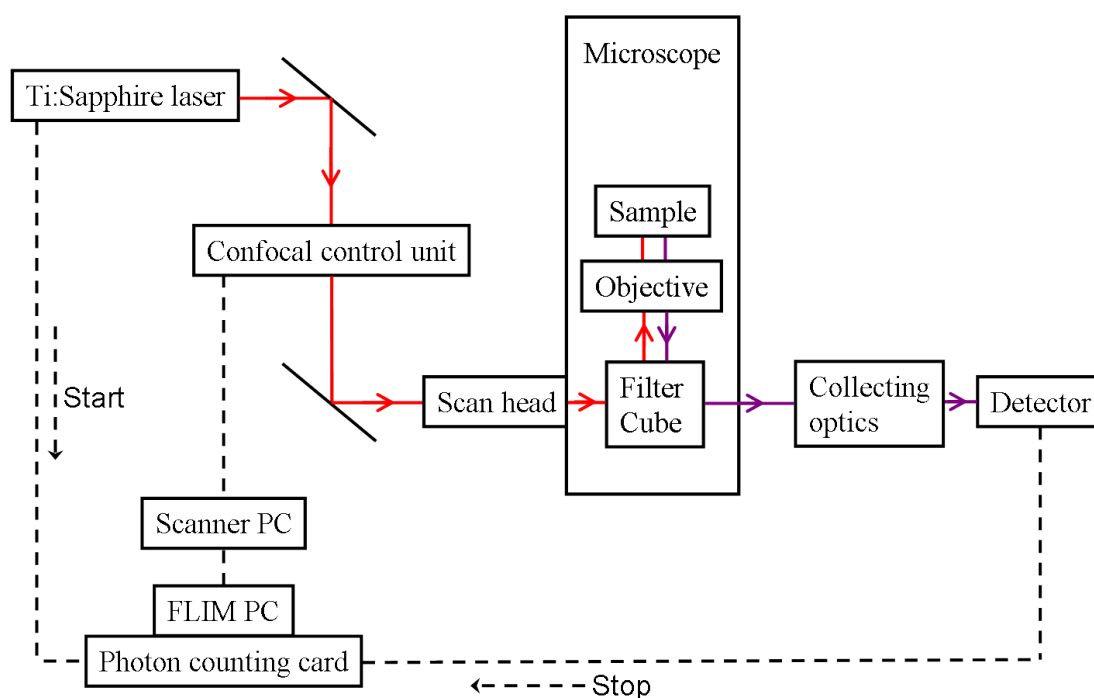 Microscope
Ti:Sapphire laser
Sample
Confocal control unit
Objective
Start
Scan head
Filter
Cube
Collecting
optics
Detector
Scanner PC
FLIM PC
Photon counting card
Stop